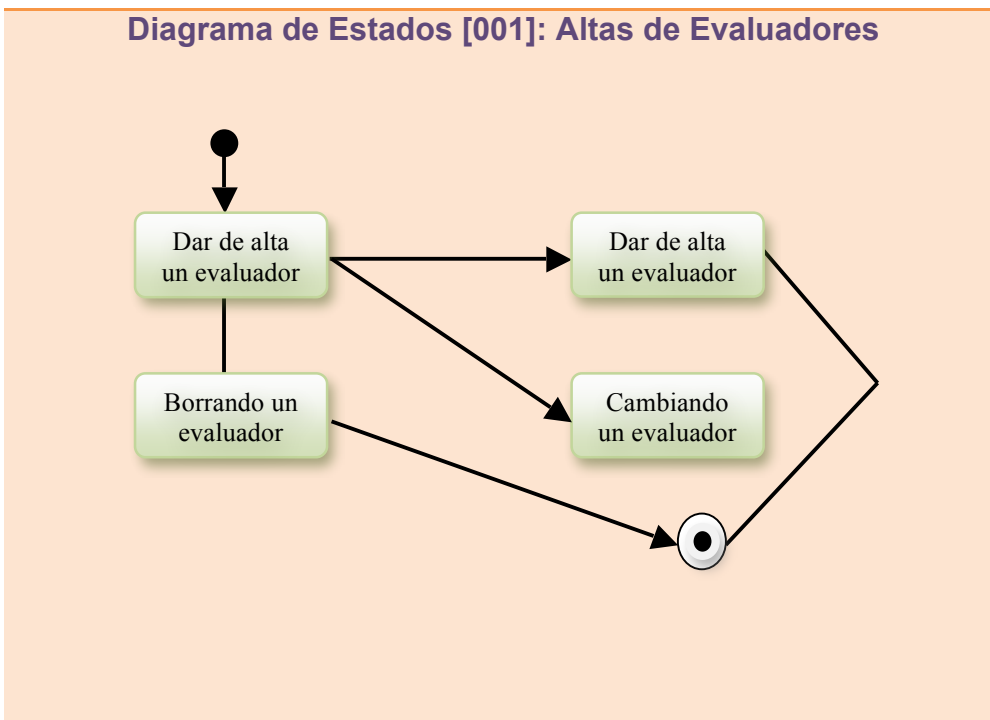 Diagrama de Estados [001]: Altas de Evaluadores
Dar de alta
un evaluador
Dar de alta
un evaluador
Borrando un
evaluador
Cambiando
un evaluador